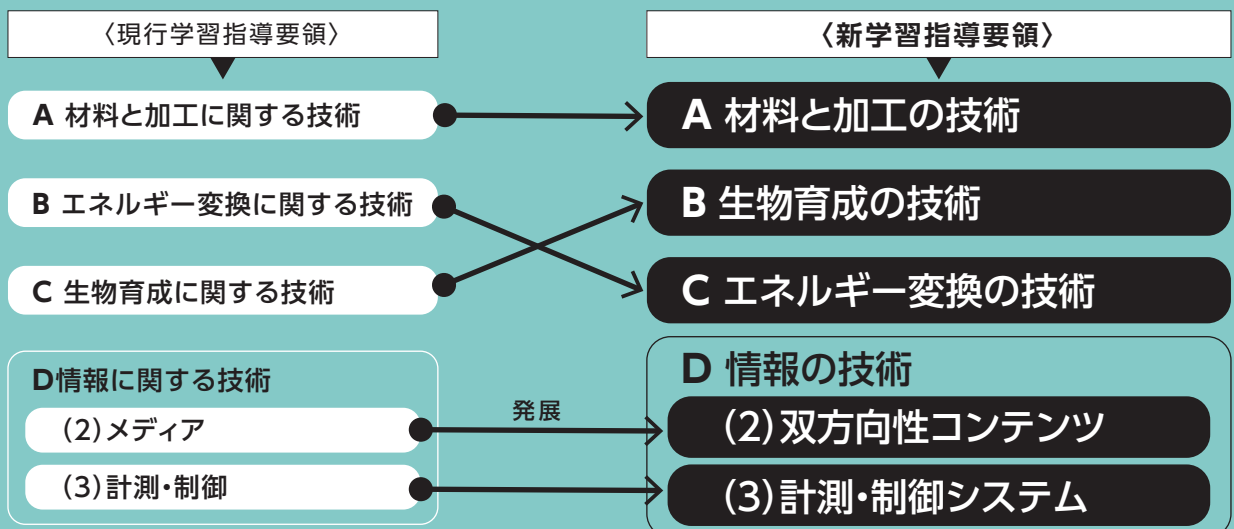 〈現行学習指導要領〉
〈新学習指導要領〉
A 材料と加工に関する技術
A 材料と加工の技術
B エネルギー変換に関する技術
B 生物育成の技術
C 生物育成に関する技術
C エネルギー変換の技術
D情報に関する技術
D 情報の技術
(2)メディア
発展
(2)双方向性コンテンツ
(3)計測・制御
(3)計測・制御システム